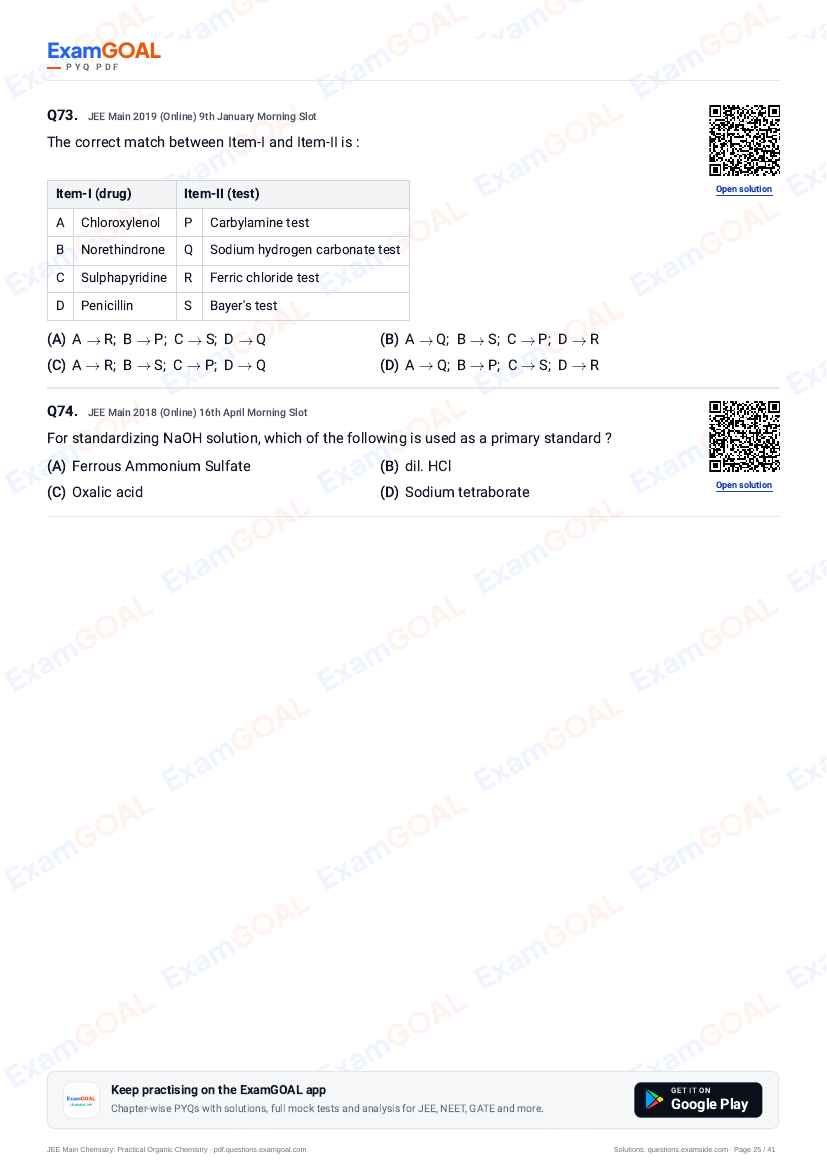 ExamGOAL
PYQ PDF
Q73. JEE Main 2019 (Online) 9th January Morning Slot
The correct match between Item-I and Item-II is :
Open solution
Item-I (drug) Item-II (test)
A Chloroxylenol P Carbylamine test
B Norethindrone Q Sodium hydrogen carbonate test
C Sulphapyridine R Ferric chloride test
D Penicillin S Bayer's test
(A) A → R; B → P; C → S; D → Q (B) A → Q; B → S; C → P; D → R
(C) A → R; B → S; C → P; D → Q (D) A → Q; B → P; C → S; D → R
Q74. JEE Main 2018 (Online) 16th April Morning Slot
For standardizing NaOH solution, which of the following is used as a primary standard ?
(A) Ferrous Ammonium Sulfate (B) dil. HCl
(C) Oxalic acid (D) Sodium tetraborate
Open solution
Keep practising on the ExamGOAL app
Chapter-wise PYQs with solutions, full mock tests and analysis for JEE, NEET, GATE and more.
ExamGOAL
GET IT ON
Google Play
JEE Main Chemistry: Practical Organic Chemistry · pdf.questions.examgoal.com Solutions: questions.examside.com · Page 25 / 41